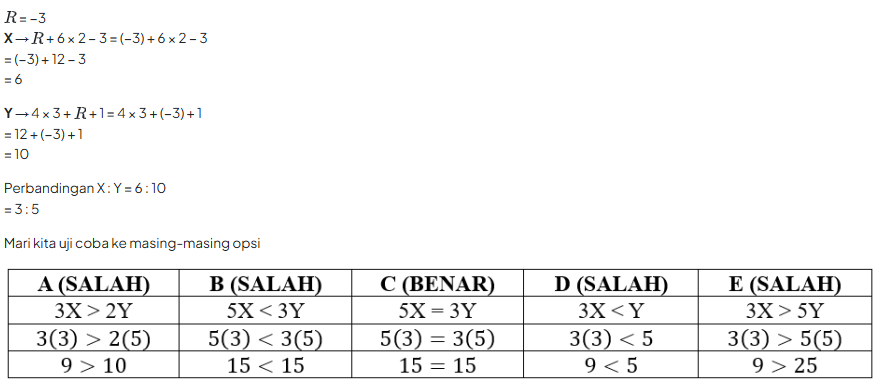 R = −3
X → R + 6 × 2 − 3 = (−3) + 6 × 2 − 3
= (−3) + 12 − 3
= 6
Y → 4 × 3 + R + 1 = 4 × 3 + (−3) + 1
= 12 + (−3) + 1
= 10
Perbandingan X : Y = 6 : 10
= 3 : 5
Mari kita uji coba ke masing-masing opsi
A (SALAH) B (SALAH) C (BENAR) D (SALAH) E (SALAH)
3X > 2Y 5X < 3Y 5X = 3Y 3X < Y 3X > 5Y
3(3) > 2(5) 5(3) < 3(5) 5(3) = 3(5) 3(3) < 5 3(3) > 5(5)
9 > 10 15 < 15 15 = 15 9 < 5 9 > 25